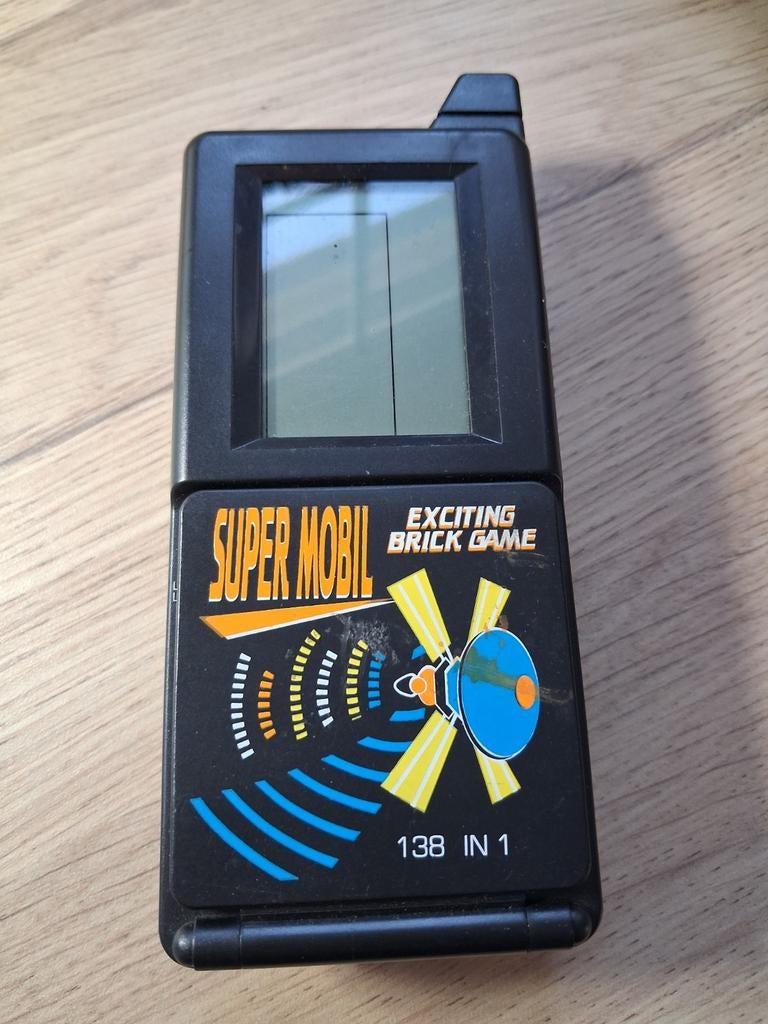 SUPER MOBIL
EXCITING
BRICK GAME
138 IN 1